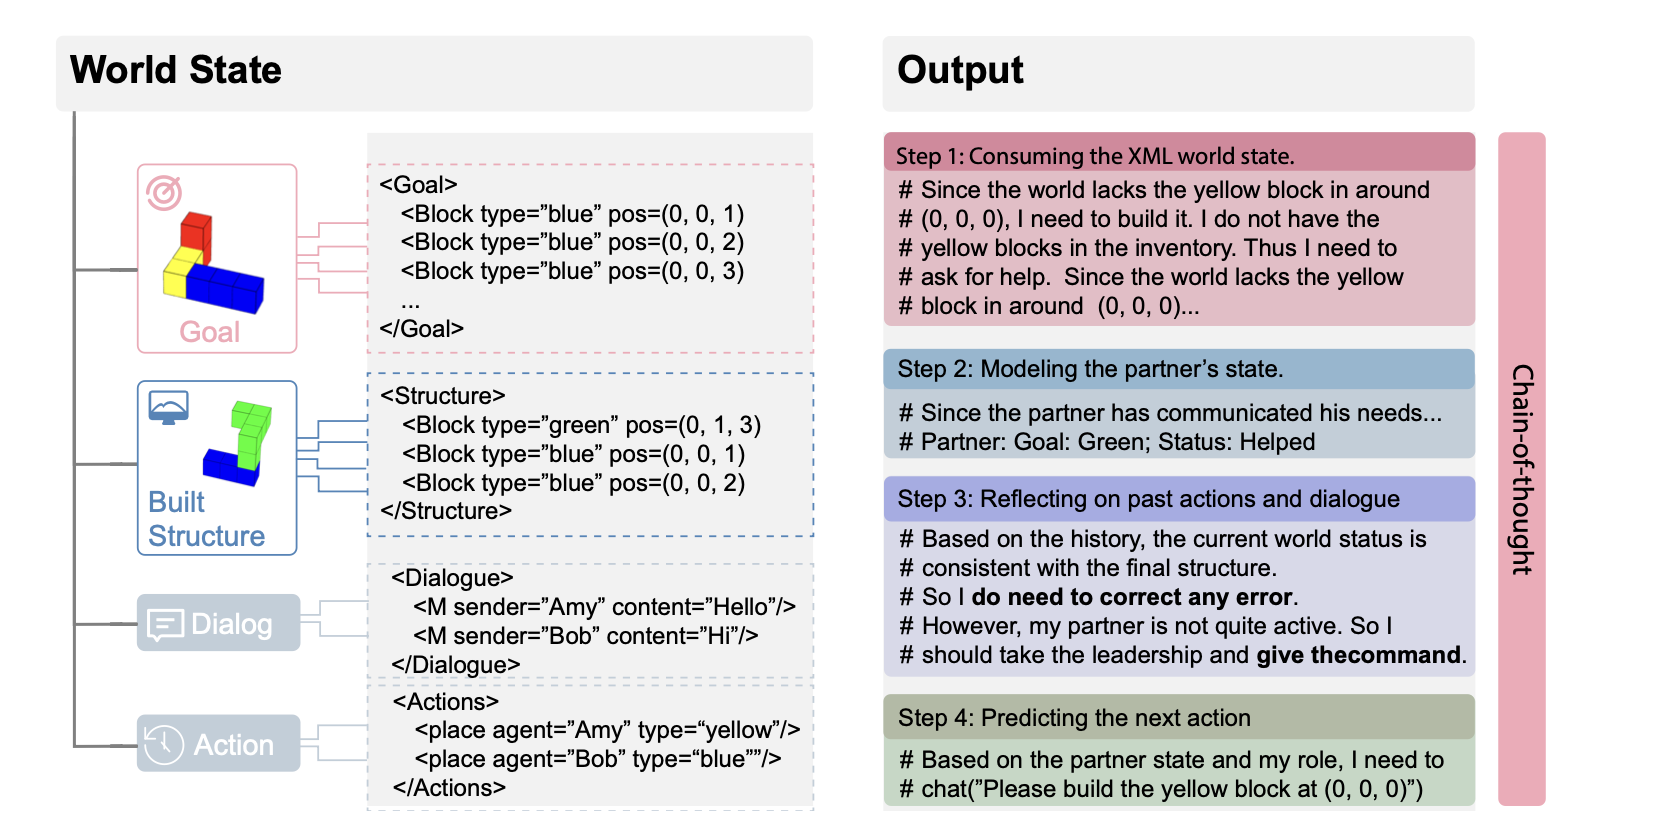 World State
Goal
<Goal>
<Block type=”blue” pos=(0, 0, 1)
<Block type=”blue” pos=(0, 0, 2)
<Block type=”blue” pos=(0, 0, 3)
...
</Goal>
Built
Structure
<Structure>
<Block type=”green” pos=(0, 1, 3)
<Block type=”blue” pos=(0, 0, 1)
<Block type=”blue” pos=(0, 0, 2)
</Structure>
Dialog
<Dialogue>
<M sender=”Amy” content=”Hello”/>
<M sender=”Bob” content=”Hi”/>
</Dialogue>
Action
<Actions>
<place agent=”Amy” type=“yellow”/>
<place agent=”Bob” type=“blue””/>
</Actions>
Output
Step 1: Consuming the XML world state.
# Since the world lacks the yellow block in around
# (0, 0, 0), I need to build it. I do not have the
# yellow blocks in the inventory. Thus I need to
# ask for help. Since the world lacks the yellow
# block in around (0, 0, 0)...
Step 2: Modeling the partner’s state.
# Since the partner has communicated his needs...
# Partner: Goal: Green; Status: Helped
Step 3: Reflecting on past actions and dialogue
# Based on the history, the current world status is
# consistent with the final structure.
# So I do need to correct any error.
# However, my partner is not quite active. So I
# should take the leadership and give thecommand.
Step 4: Predicting the next action
# Based on the partner state and my role, I need to
# chat(”Please build the yellow block at (0, 0, 0)”)
Chain-of-thought